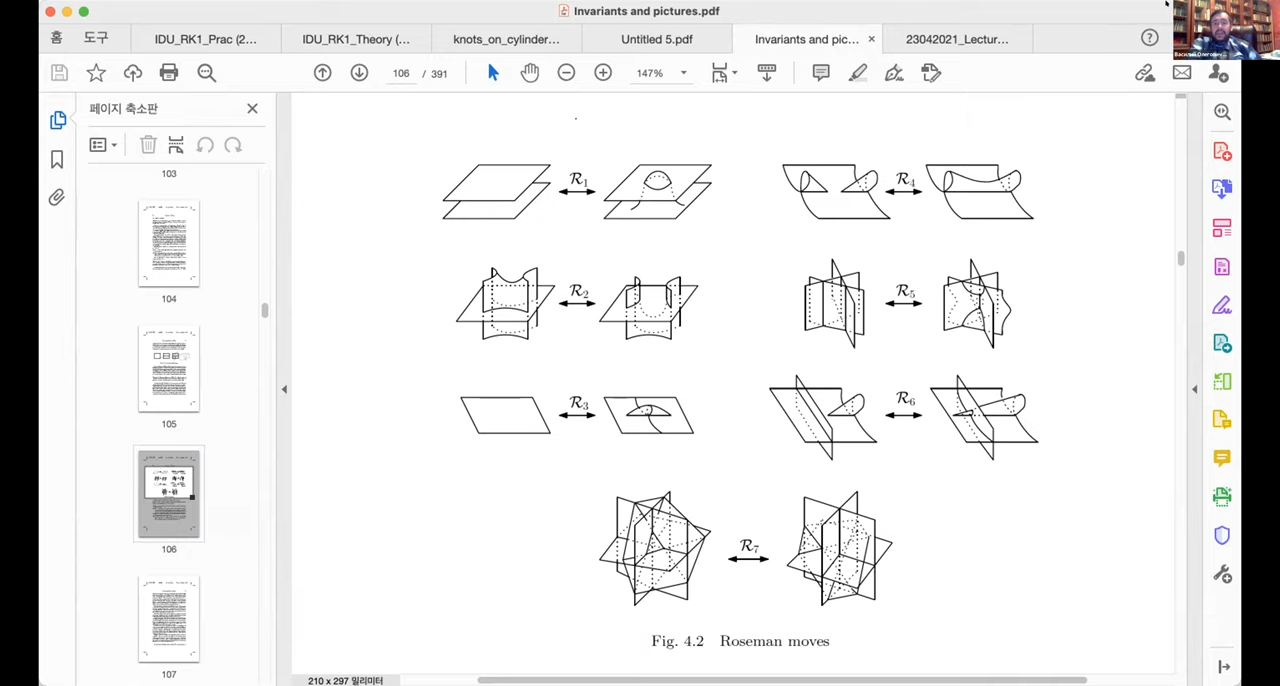 Invariants and pictures.pdf
홈
도구
IDU_RK1_Prac (2...
IDU_RK1_Theory (...
knots_on_cylinder...
Untitled 5.pdf
Invariants and pic...
23042021_Lectur...
106 / 391
147%
페이지 축소판
103
104
105
106
107
R1
R4
R2
R5
R3
R6
R7
Fig. 4.2 Roseman moves
210 x 297 밀리미터